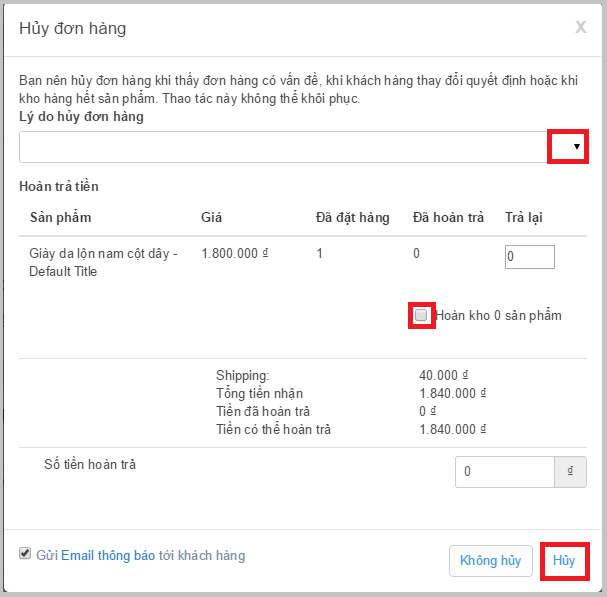 Hủy đơn hàng
X
Bạn nên hủy đơn hàng khi thấy đơn hàng có vấn đề, khi khách hàng thay đổi quyết định hoặc khi
kho hàng hết sản phẩm. Thao tác này không thể khôi phục.
Lý do hủy đơn hàng
Hoàn trả tiền
Sản phẩm Giá Đã đặt hàng Đã hoàn trả Trả lại
Giày da lộn nam cột dây - 1.800.000 ₫ 1 0 0
Default Title
Hoàn kho 0 sản phẩm
Shipping: 40.000 ₫
Tổng tiền nhận 1.840.000 ₫
Tiền đã hoàn trả 0 ₫
Tiền có thể hoàn trả 1.840.000 ₫
Số tiền hoàn trả 0 ₫
Gửi Email thông báo tới khách hàng Không hủy Hủy